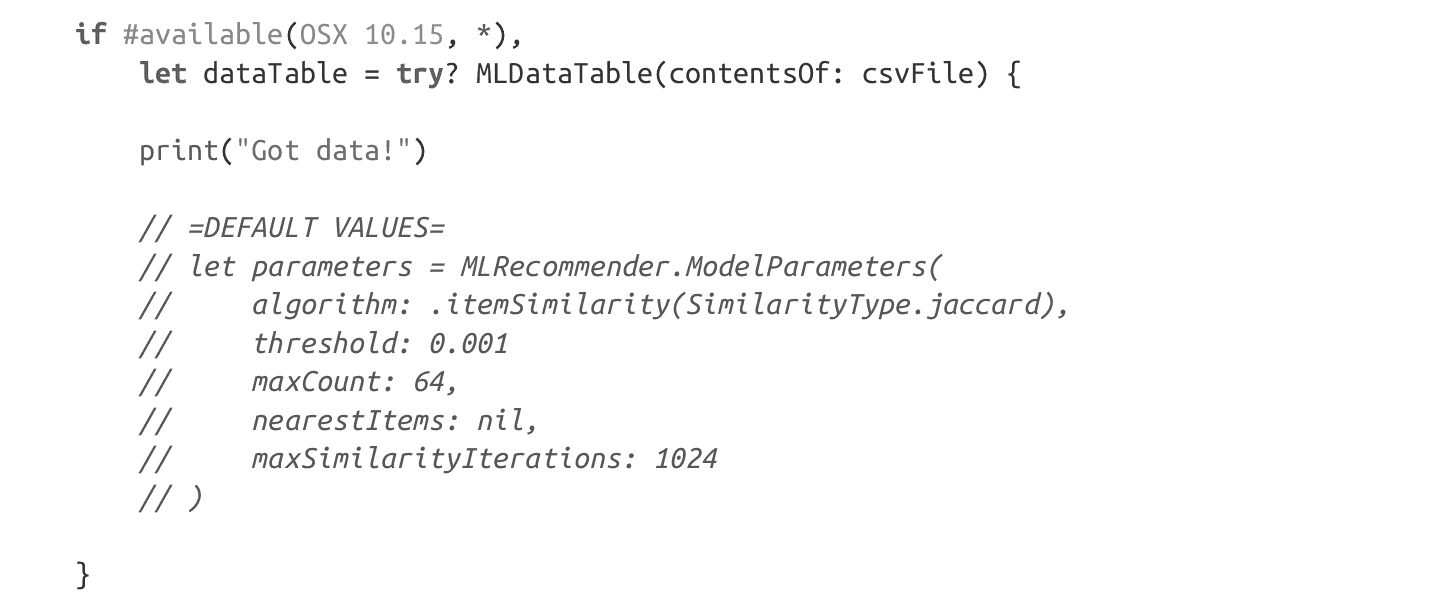 if #available(OSX 10.15, *),
    let dataTable = try? MLDataTable(contentsOf: csvFile) {

    print("Got data!")

    // =DEFAULT VALUES=
    // let parameters = MLRecommender.ModelParameters(
    //     algorithm: .itemSimilarity(SimilarityType.jaccard),
    //     threshold: 0.001
    //     maxCount: 64,
    //     nearestItems: nil,
    //     maxSimilarityIterations: 1024
    // )

}